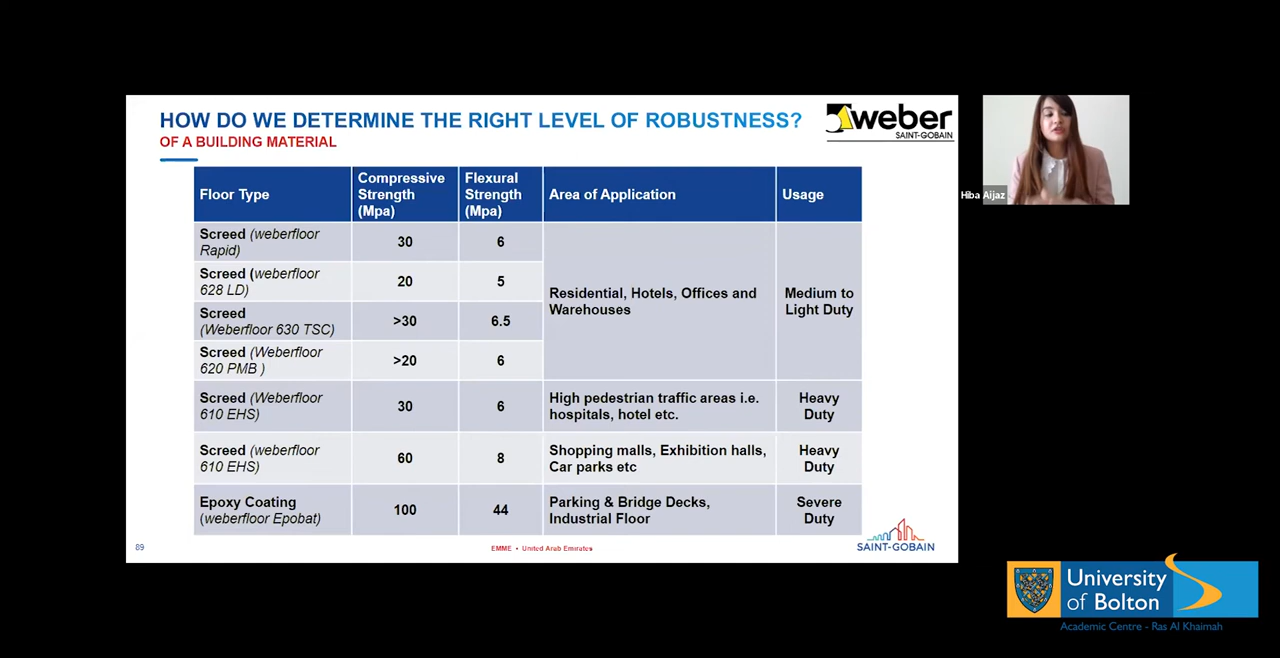 HOW DO WE DETERMINE THE RIGHT LEVEL OF ROBUSTNESS?
OF A BUILDING MATERIAL
weber
SAINT-GOBAIN
Floor Type
Compressive
Strength
(Mpa)
Flexural
Strength
(Mpa)
Area of Application
Usage
Screed (weberfloor
Rapid)
30
6
Screed (weberfloor
628 LD)
20
5
Screed
(Weberfloor 630 TSC)
>30
6.5
Screed (Weberfloor
620 PMB )
>20
6
Residential, Hotels, Offices and
Warehouses
Medium to
Light Duty
Screed (Weberfloor
610 EHS)
30
6
High pedestrian traffic areas i.e.
hospitals, hotel etc.
Heavy
Duty
Screed (weberfloor
610 EHS)
60
8
Shopping malls, Exhibition halls,
Car parks etc
Heavy
Duty
Epoxy Coating
(weberfloor Epobat)
100
44
Parking & Bridge Decks,
Industrial Floor
Severe
Duty
89
EMME • United Arab Emirates
SAINT-GOBAIN
Hiba Aijaz
University
of Bolton
Academic Centre - Ras Al Khaimah